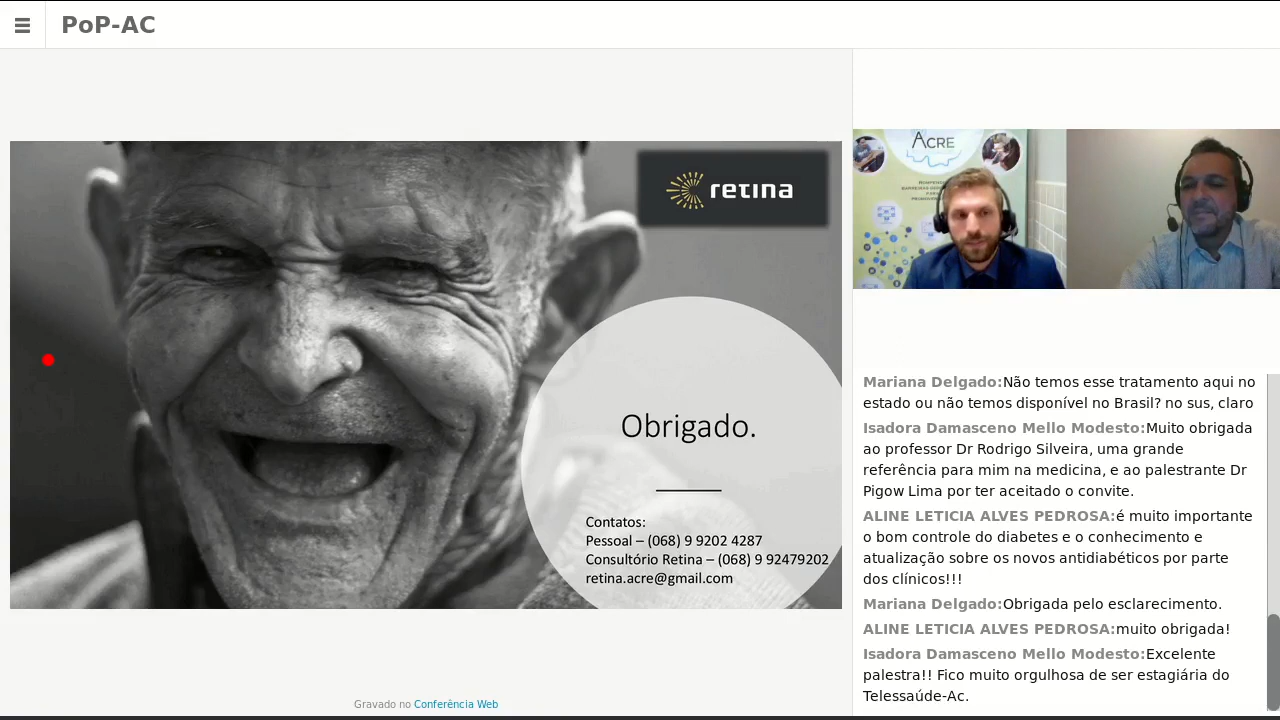 PoP-AC
retina
Obrigado.
Contatos:
Pessoal – (068) 9 9202 4287
Consultório Retina – (068) 9 92479202
retina.acre@gmail.com
Gravado no Conferência Web
ACRE
Mariana Delgado:Não temos esse tratamento aqui no
estado ou não temos disponível no Brasil? no sus, claro
Isadora Damasceno Mello Modesto:Muito obrigada
ao professor Dr Rodrigo Silveira, uma grande
referência para mim na medicina, e ao palestrante Dr
Pigow Lima por ter aceitado o convite.
ALINE LETICIA ALVES PEDROSA:é muito importante
o bom controle do diabetes e o conhecimento e
atualização sobre os novos antidiabéticos por parte
dos clínicos!!!
Mariana Delgado:Obrigada pelo esclarecimento.
ALINE LETICIA ALVES PEDROSA:muito obrigada!
Isadora Damasceno Mello Modesto:Excelente
palestra!! Fico muito orgulhosa de ser estagiária do
Telessaúde-Ac.